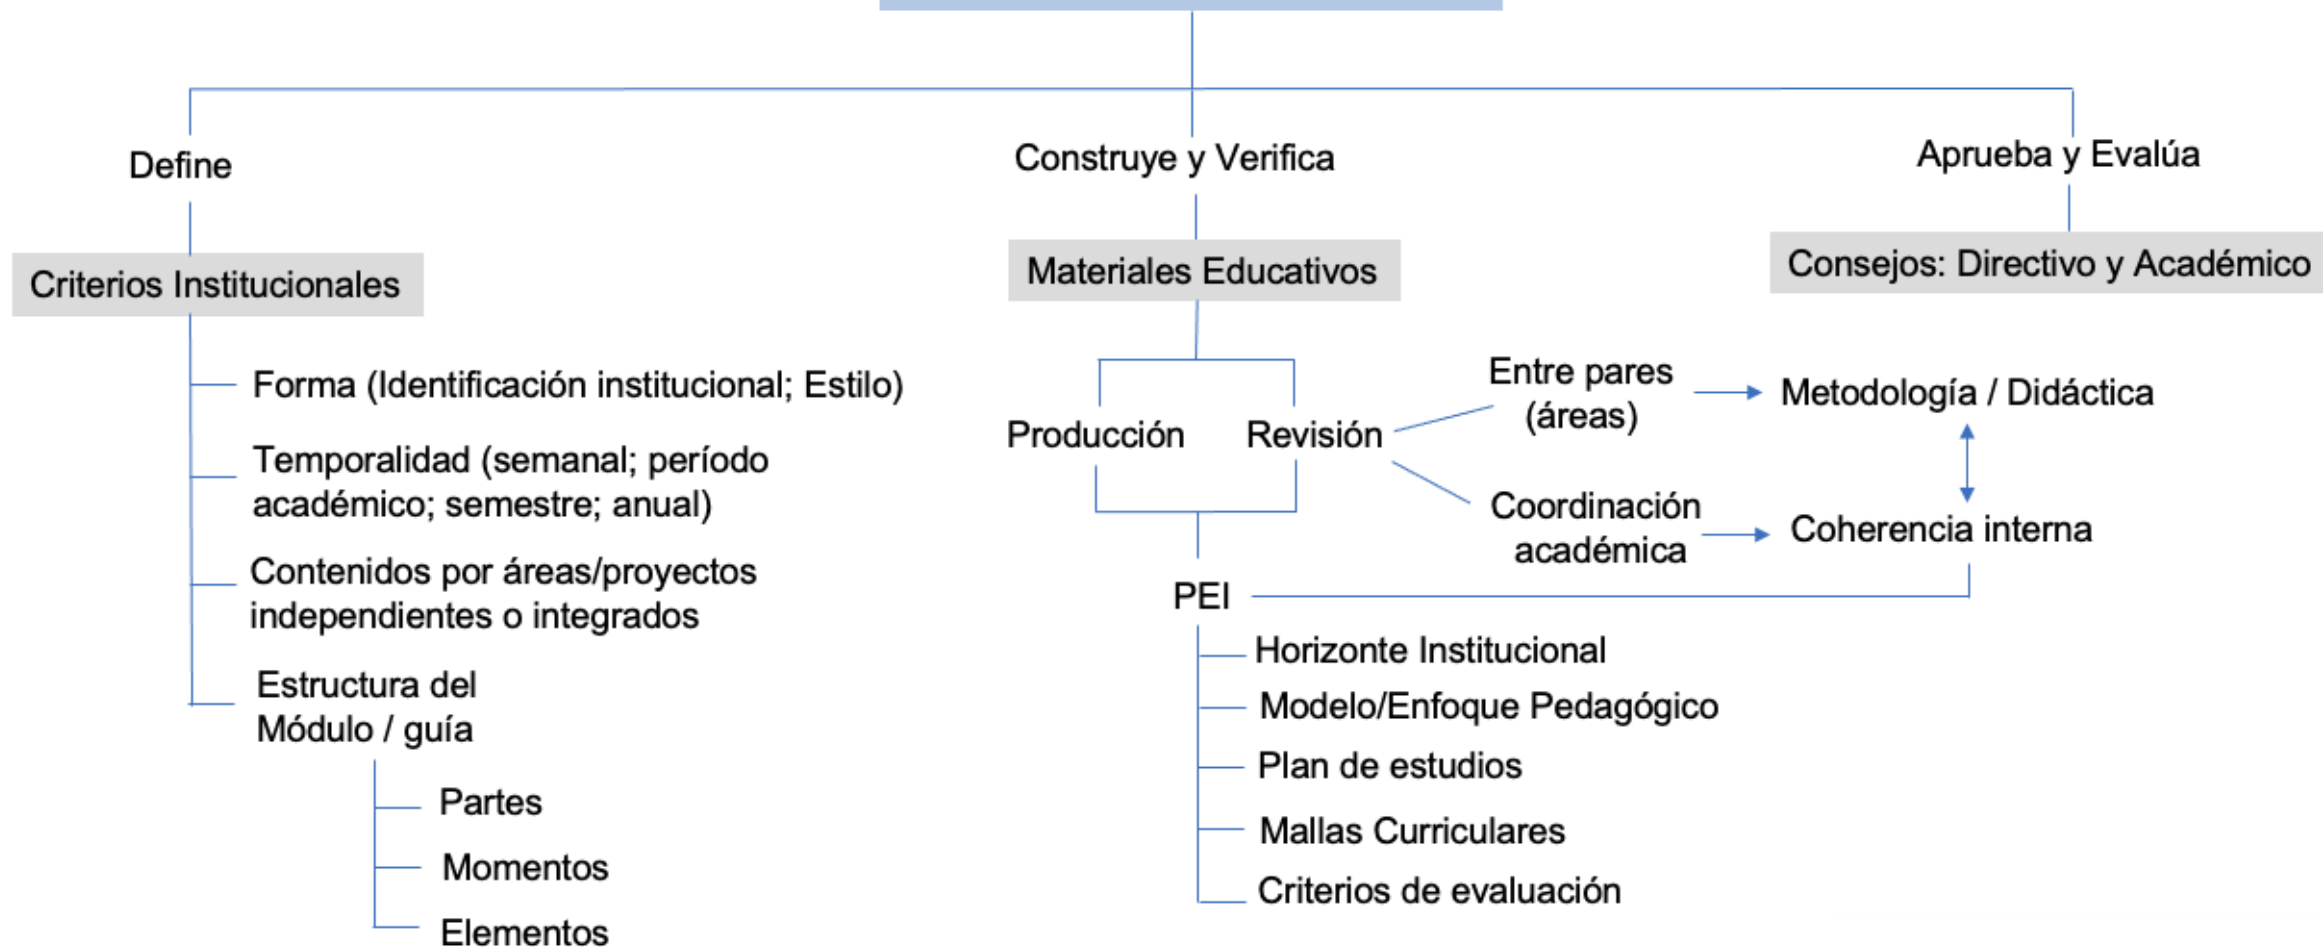 Define
Construye y Verifica
Aprueba y Evalúa
Criterios Institucionales
Materiales Educativos
Consejos: Directivo y Académico
Forma (Identificación institucional; Estilo)
Temporalidad (semanal; período
académico; semestre; anual)
Contenidos por áreas/proyectos
independientes o integrados
Estructura del
Módulo / guía
Partes
Momentos
Elementos
Producción
Revisión
Entre pares
(áreas)
Metodología / Didáctica
Coordinación
académica
Coherencia interna
PEI
Horizonte Institucional
Modelo/Enfoque Pedagógico
Plan de estudios
Mallas Curriculares
Criterios de evaluación